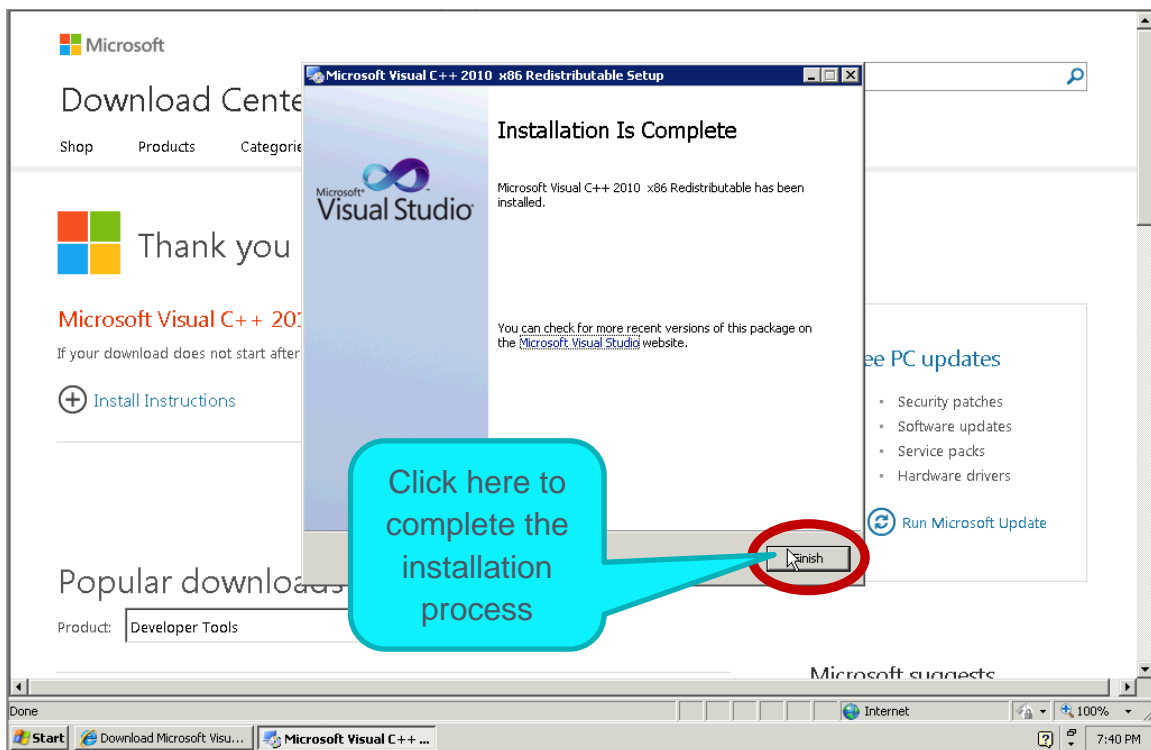 Microsoft
Download Cente
Shop Products Categorie
Microsoft Visual C++ 2010 x86 Redistributable Setup
Installation Is Complete
Microsoft Visual C++ 2010 x86 Redistributable has been
installed.
Microsoft
Visual Studio
You can check for more recent versions of this package on
the Microsoft Visual Studio website.
Thank you
Microsoft Visual C++ 201
If your download does not start after
Install Instructions
ee PC updates
Security patches
Software updates
Service packs
Hardware drivers
Run Microsoft Update
Click here to
complete the
installation
process
Finish
Popular downloads
Product: Developer Tools
Microsoft suggests
Done Internet 100%
Start Download Microsoft Visu... Microsoft Visual C++ ... 7:40 PM